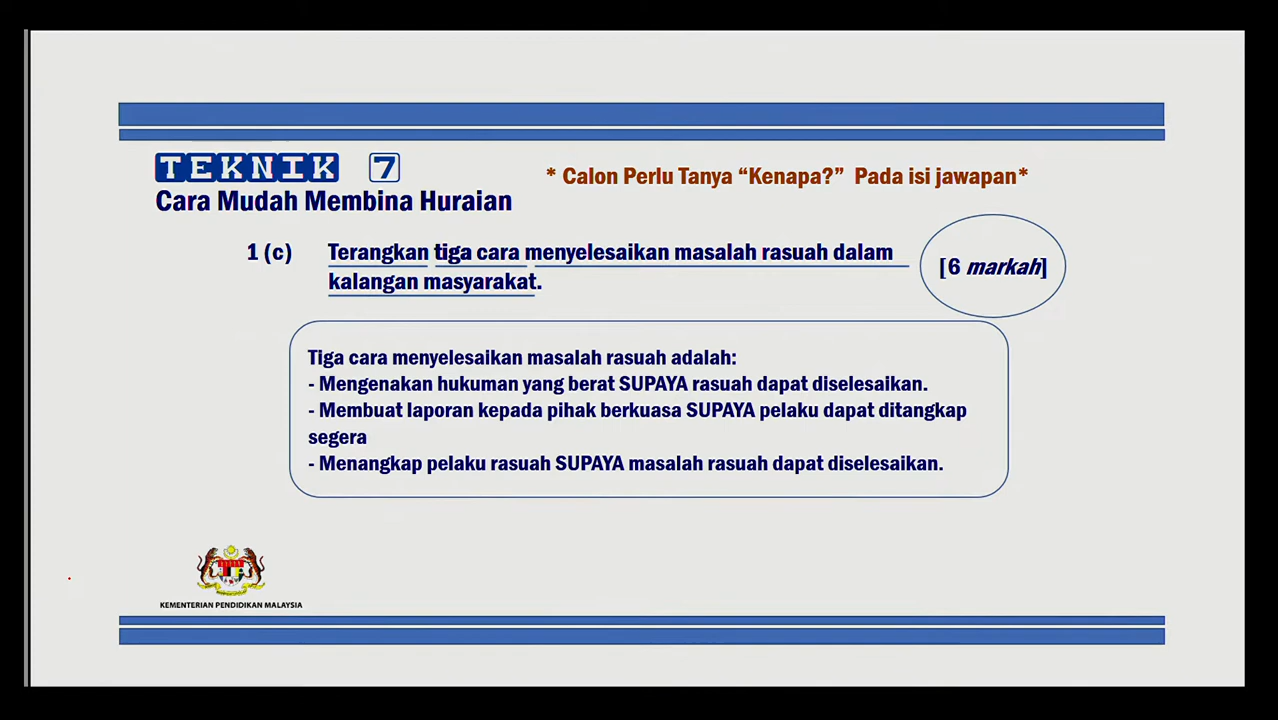 TEKNIK 7
* Calon Perlu Tanya “Kenapa?” Pada isi jawapan*
Cara Mudah Membina Huraian
1 (c) Terangkan tiga cara menyelesaikan masalah rasuah dalam
kalangan masyarakat.
[6 markah]
Tiga cara menyelesaikan masalah rasuah adalah:
- Mengenakan hukuman yang berat SUPAYA rasuah dapat diselesaikan.
- Membuat laporan kepada pihak berkuasa SUPAYA pelaku dapat ditangkap
segera
- Menangkap pelaku rasuah SUPAYA masalah rasuah dapat diselesaikan.
KEMENTERIAN PENDIDIKAN MALAYSIA